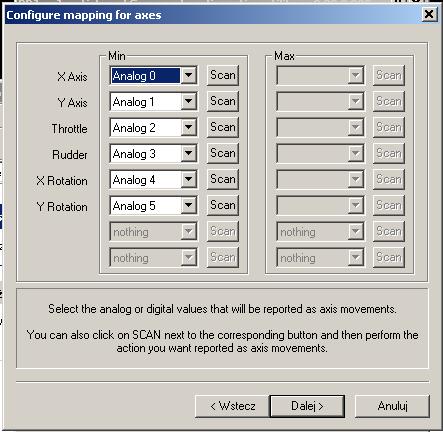 Configure mapping for axes
Min Max
X Axis Analog 0 Scan Scan
Y Axis Analog 1 Scan Scan
Throttle Analog 2 Scan Scan
Rudder Analog 3 Scan Scan
X Rotation Analog 4 Scan Scan
Y Rotation Analog 5 Scan Scan
nothing Scan nothing Scan
nothing Scan nothing Scan
Select the analog or digital values that will be reported as axis movements.
You can also click on SCAN next to the corresponding button and then perform the
action you want reported as axis movements.
< Wstecz Dalej > Anuluj